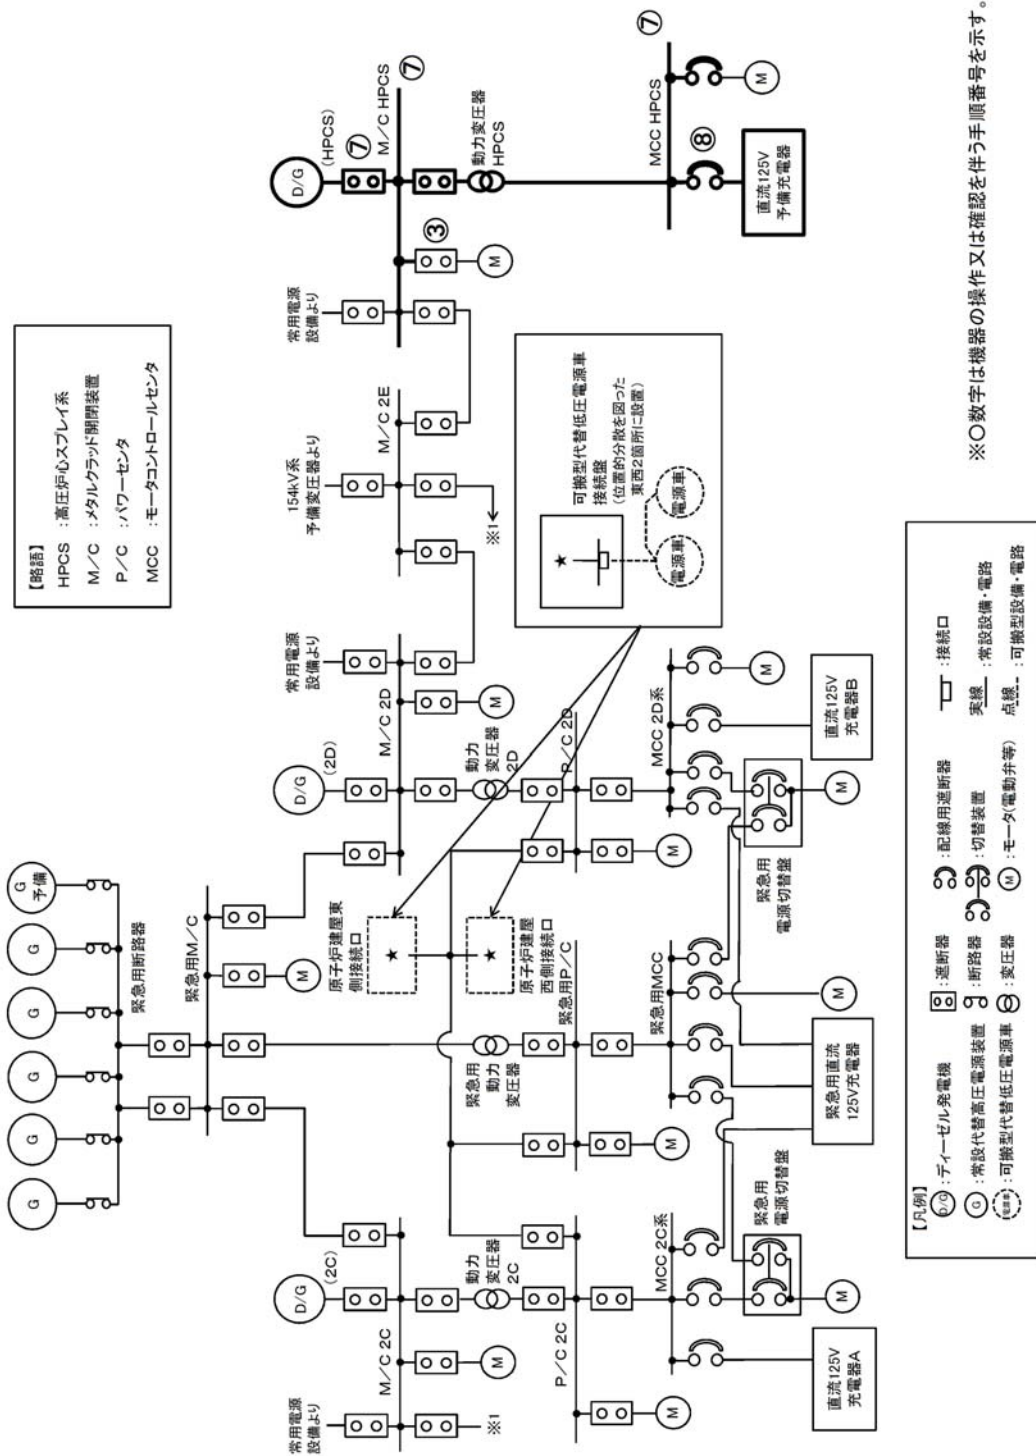 【略語】
HPCS ：高圧炉心スプレイ系
M／C ：メタルクラッド開閉装置
P／C ：パワーセンタ
MCC ：モータコントロールセンタ
G
G
G
G
G
G
予備
緊急用断路器
緊急用M／C
M
常用電源
設備より
D/G
(2C)
M／C 2C
※1
M
動力
変圧器
2C
P／C 2C
M
MCC 2C系
直流125V
充電器A
緊急用
電源切替盤
M
緊急用
動力
変圧器
緊急用P／C
M
緊急用MCC
M
緊急用直流
125V充電器
原子炉建屋東
側接続口
★
原子炉建屋
西側接続口
★
D/G
(2D)
常用電源
設備より
M／C 2D
M
動力
変圧器
2D
P／C 2D
M
MCC 2D系
M
緊急用
電源切替盤
M
直流125V
充電器B
154kV系
予備変圧器より
M／C 2E
※1
可搬型代替低圧電源車
接続盤
(位置的分散を図った
東西2箇所に設置)
★
電源車
電源車
常用電源
設備より
D/G
(HPCS)
⑦
M／C HPCS
⑦
③
M
動力変圧器
HPCS
MCC HPCS
⑦
⑧
M
直流125V
予備充電器
【凡例】
D/G ：ディーゼル発電機
G ：常設代替高圧電源装置
電源車 ：可搬型代替低圧電源車
：遮断器
：断路器
：変圧器
：配線用遮断器
：切替装置
M ：モータ(電動弁等)
：接続口
実線 ：常設設備・電路
点線 ：可搬型設備・電路
※○数字は機器の操作又は確認を伴う手順番号を示す。